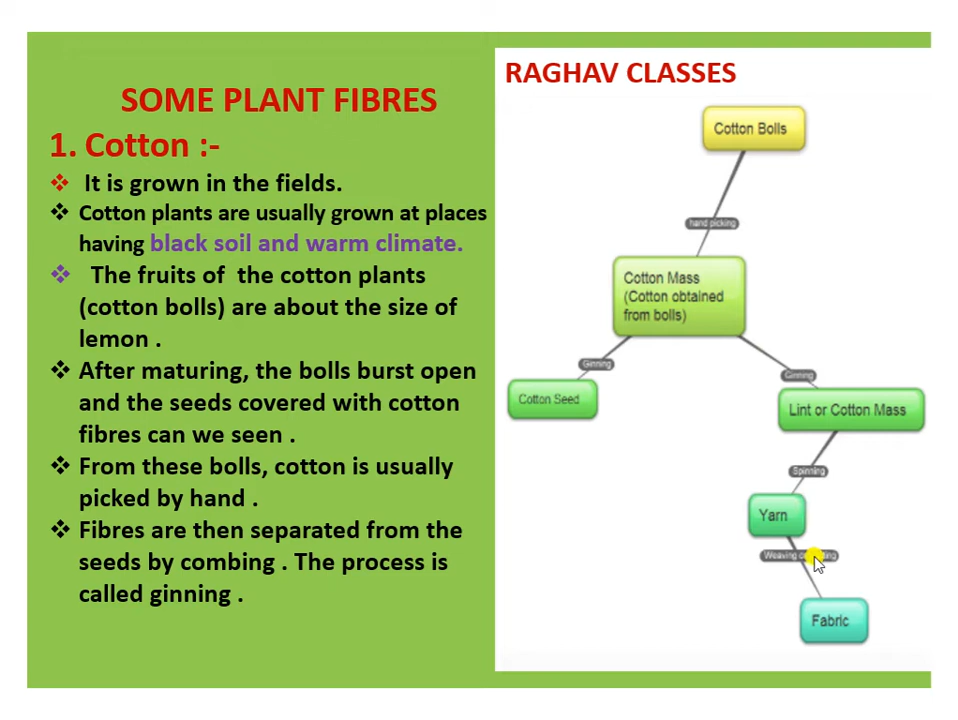 SOME PLANT FIBRES
1. Cotton :-
It is grown in the fields.
Cotton plants are usually grown at places
having black soil and warm climate.
The fruits of the cotton plants
(cotton bolls) are about the size of
lemon .
After maturing, the bolls burst open
and the seeds covered with cotton
fibres can we seen .
From these bolls, cotton is usually
picked by hand .
Fibres are then separated from the
seeds by combing . The process is
called ginning .
RAGHAV CLASSES
Cotton Bolls
hand picking
Cotton Mass
(Cotton obtained
from bolls)
Ginning
Ginning
Cotton Seed
Lint or Cotton Mass
Spinning
Yarn
Weaving
Fabric